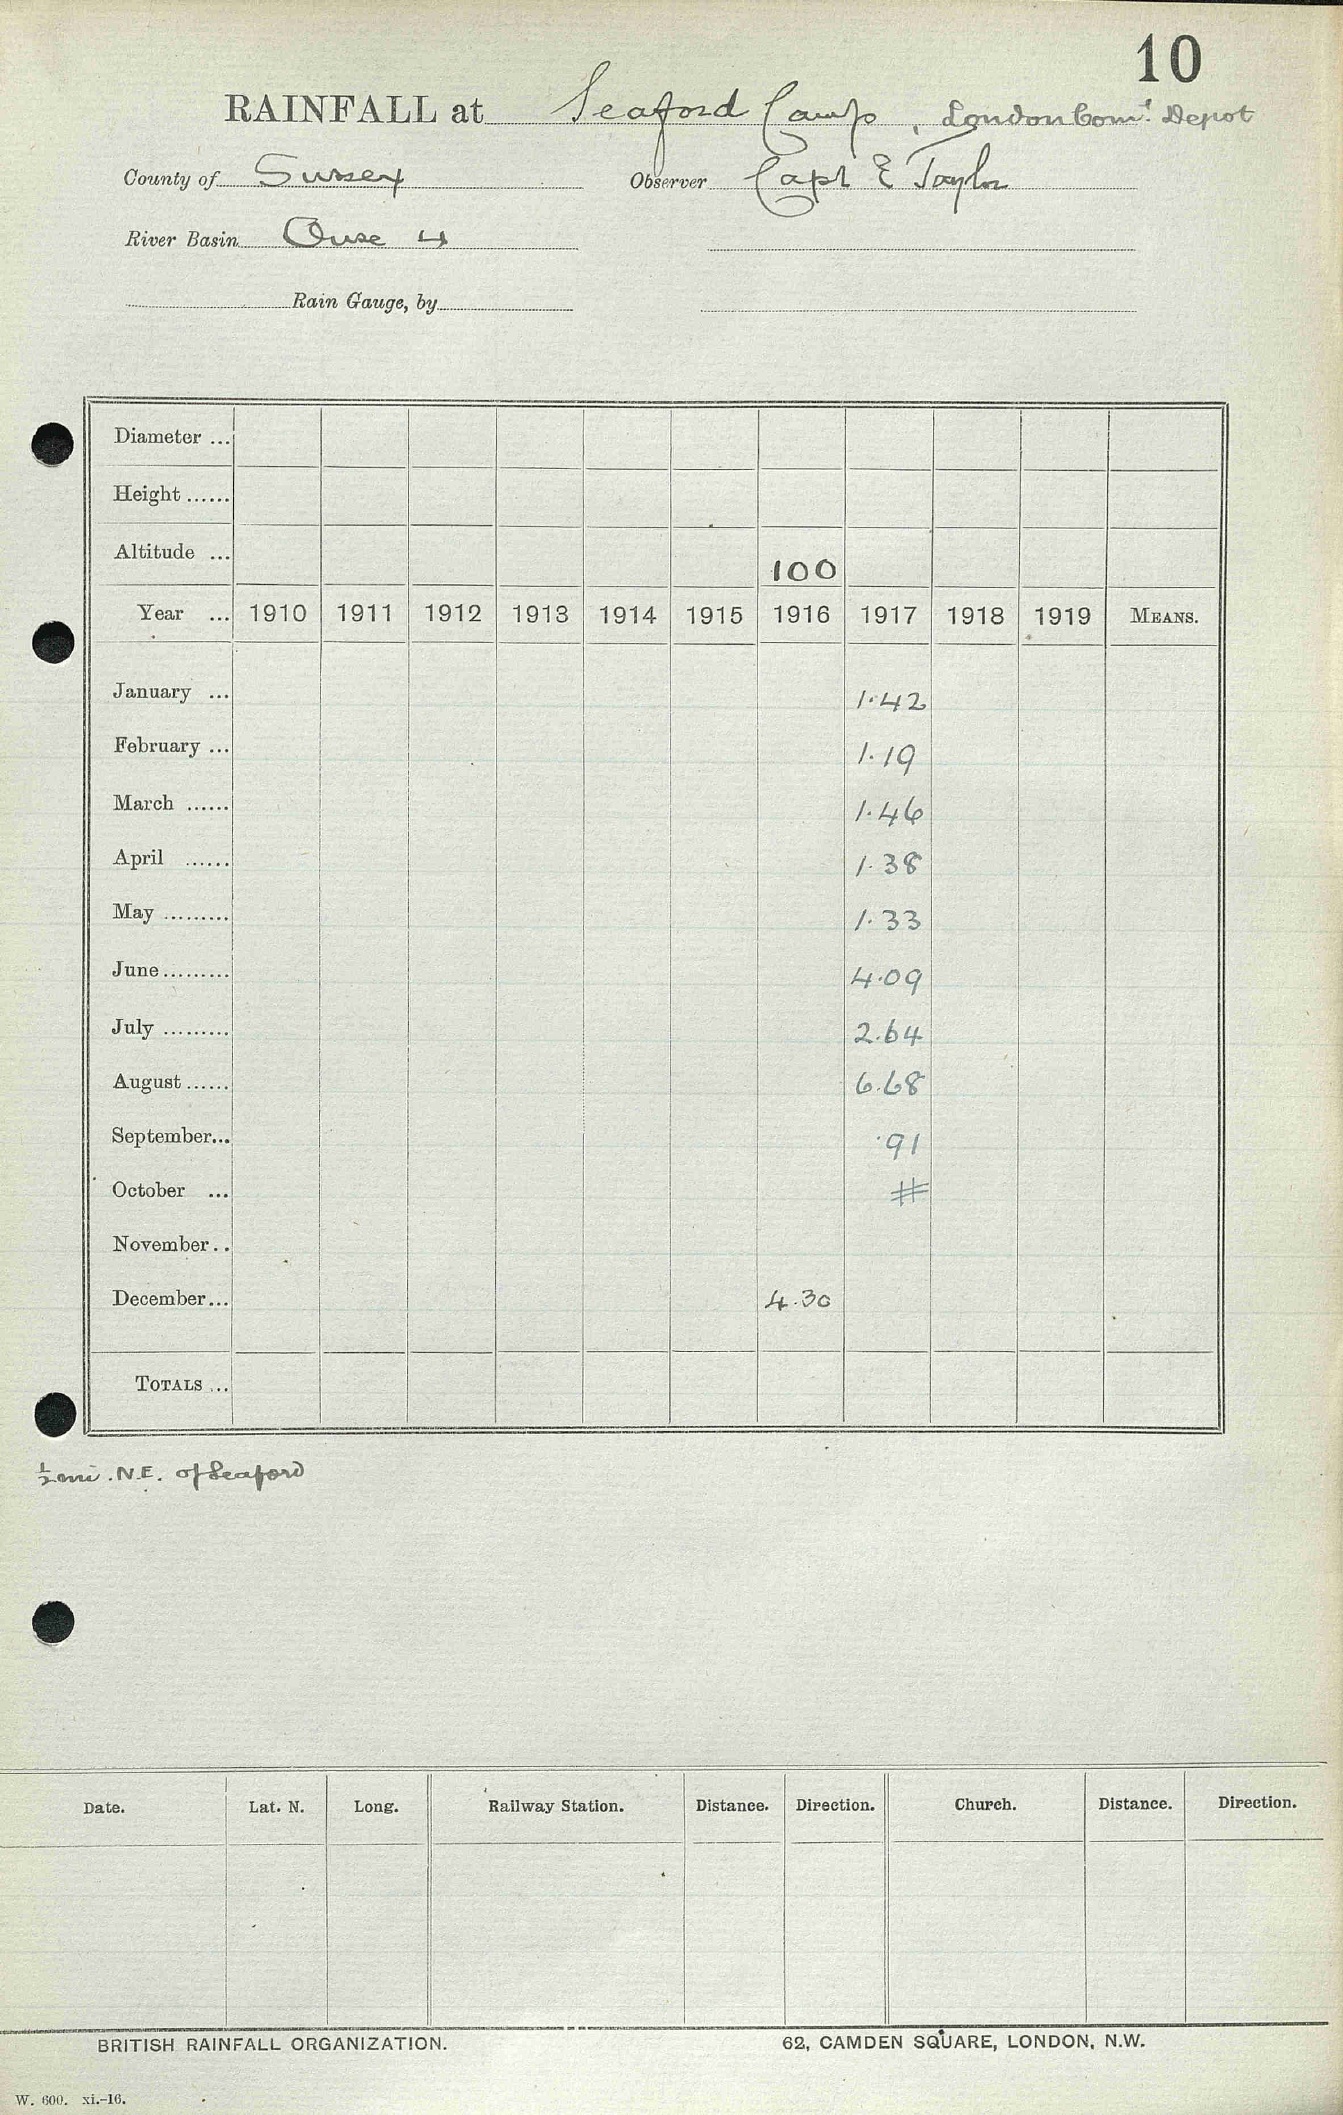 10
RAINFALL at Seaford Camp, London Com^d. Depot
County of Sussex Observer Capt E Taylor
River Basin Ouse 4
Rain Gauge, by
Diameter ...
Height ......
Altitude ... 100
Year ... 1910 1911 1912 1913 1914 1915 1916 1917 1918 1919 MEANS.
January ... 1.42
February ... 1.19
March ...... 1.46
April ...... 1.38
May ......... 1.33
June ......... 4.09
July ......... 2.64
August ...... 6.68
September... .91
October ... #
November..
December... 4.30
TOTALS ...
½ mi. N.E. of Seaford
Date. Lat. N. Long. Railway Station. Distance. Direction. Church. Distance. Direction.
BRITISH RAINFALL ORGANIZATION. 62, CAMDEN SQUARE, LONDON, N.W.
W. 600. xi.-16.